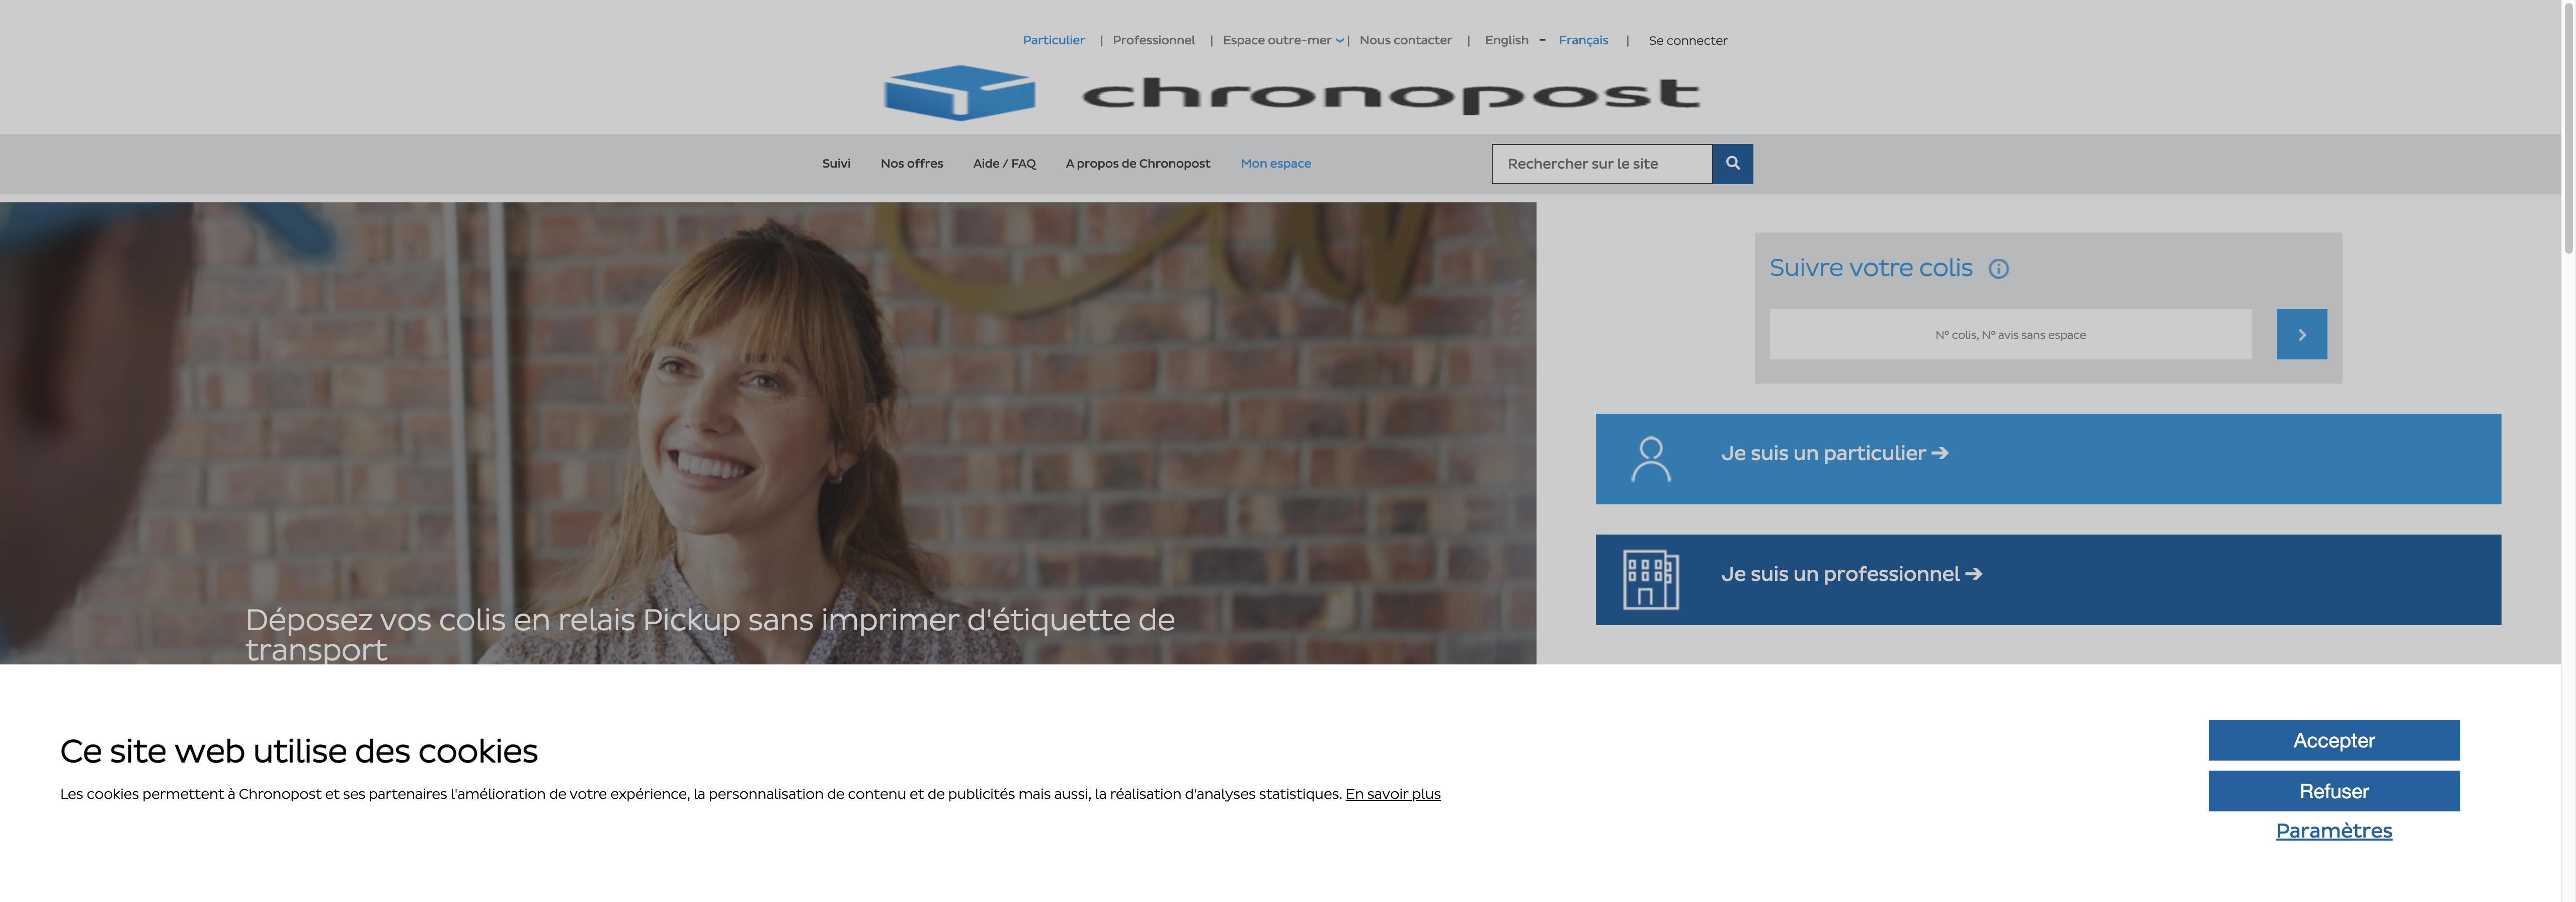 Particulier | Professionnel | Espace outre-mer | Nous contacter | English - Français | Se connecter
chronopost
Suivi Nos offres Aide / FAQ A propos de Chronopost Mon espace Rechercher sur le site
Suivre votre colis
N° colis, N° avis sans espace
Je suis un particulier →
Je suis un professionnel →
Déposez vos colis en relais Pickup sans imprimer d'étiquette de
transport
Ce site web utilise des cookies
Les cookies permettent à Chronopost et ses partenaires l'amélioration de votre expérience, la personnalisation de contenu et de publicités mais aussi, la réalisation d'analyses statistiques. En savoir plus
Accepter
Refuser
Paramètres